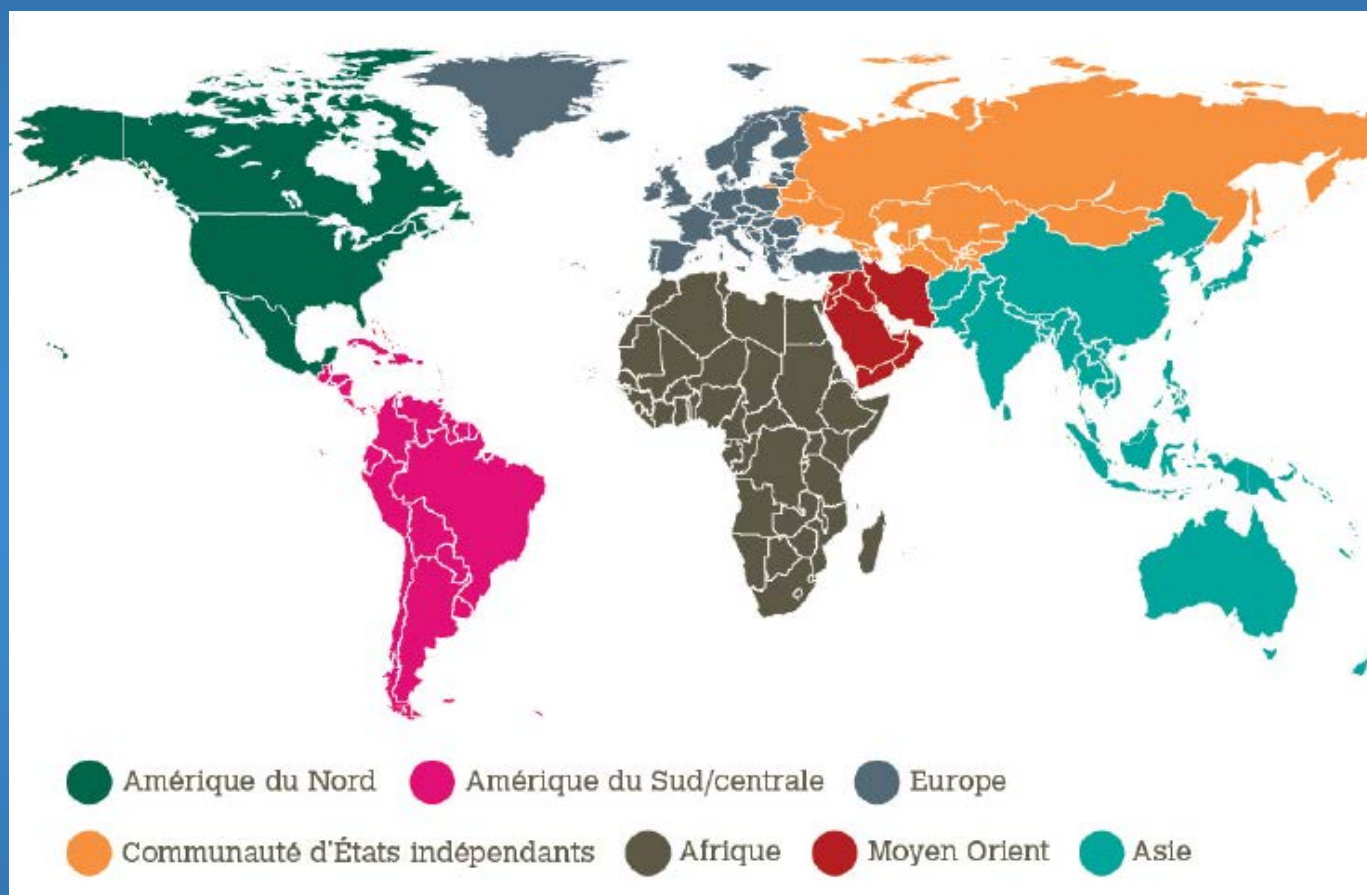 Amérique du Nord Amérique du Sud/centrale Europe
Communauté d'États indépendants Afrique Moyen Orient Asie